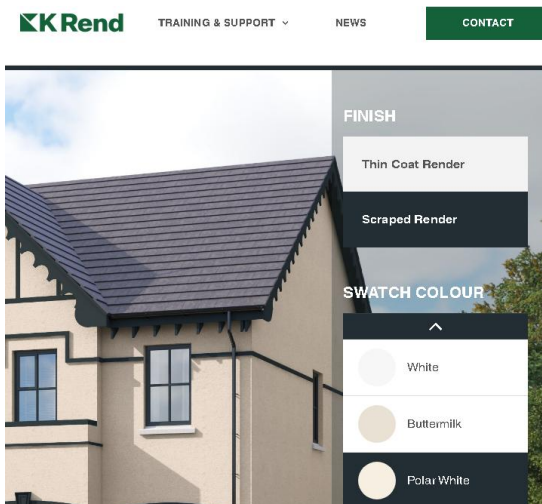 K Rend
TRAINING & SUPPORT
NEWS
CONTACT
FINISH
Thin Coat Render
Scraped Render
SWATCH COLOUR
White
Buttermilk
Polar White